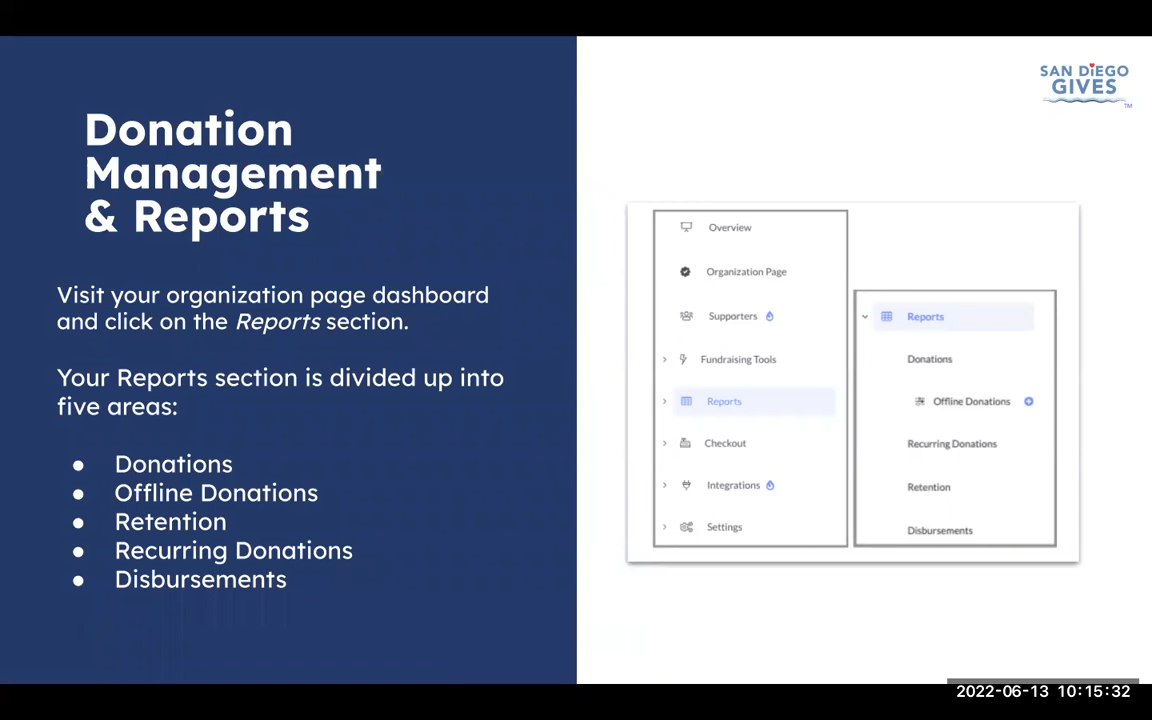 Donation
Management
& Reports
Visit your organization page dashboard
and click on the Reports section.
Your Reports section is divided up into
five areas:
● Donations
● Offline Donations
● Retention
● Recurring Donations
● Disbursements
SAN DIEGO
GIVES
TM
Overview
Organization Page
Supporters
Fundraising Tools
Reports
Checkout
Integrations
Settings
Reports
Donations
Offline Donations
Recurring Donations
Retention
Disbursements
2022-06-13 10:15:32